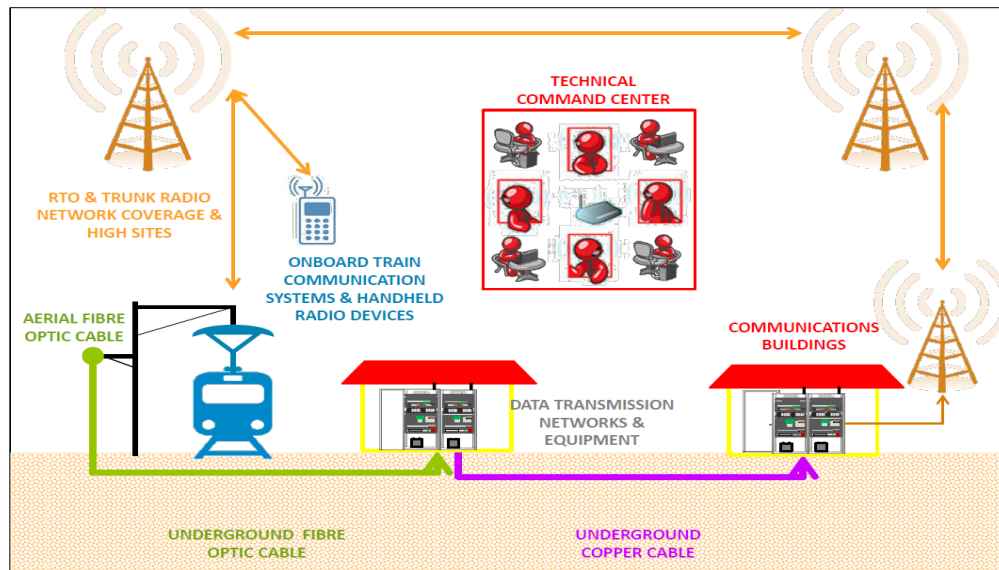 TECHNICAL
COMMAND CENTER
RTO & TRUNK RADIO
NETWORK COVERAGE &
HIGH SITES
ONBOARD TRAIN
COMMUNICATION
SYSTEMS & HANDHELD
RADIO DEVICES
AERIAL FIBRE
OPTIC CABLE
COMMUNICATIONS
BUILDINGS
DATA TRANSMISSION
NETWORKS &
EQUIPMENT
UNDERGROUND FIBRE
OPTIC CABLE
UNDERGROUND
COPPER CABLE